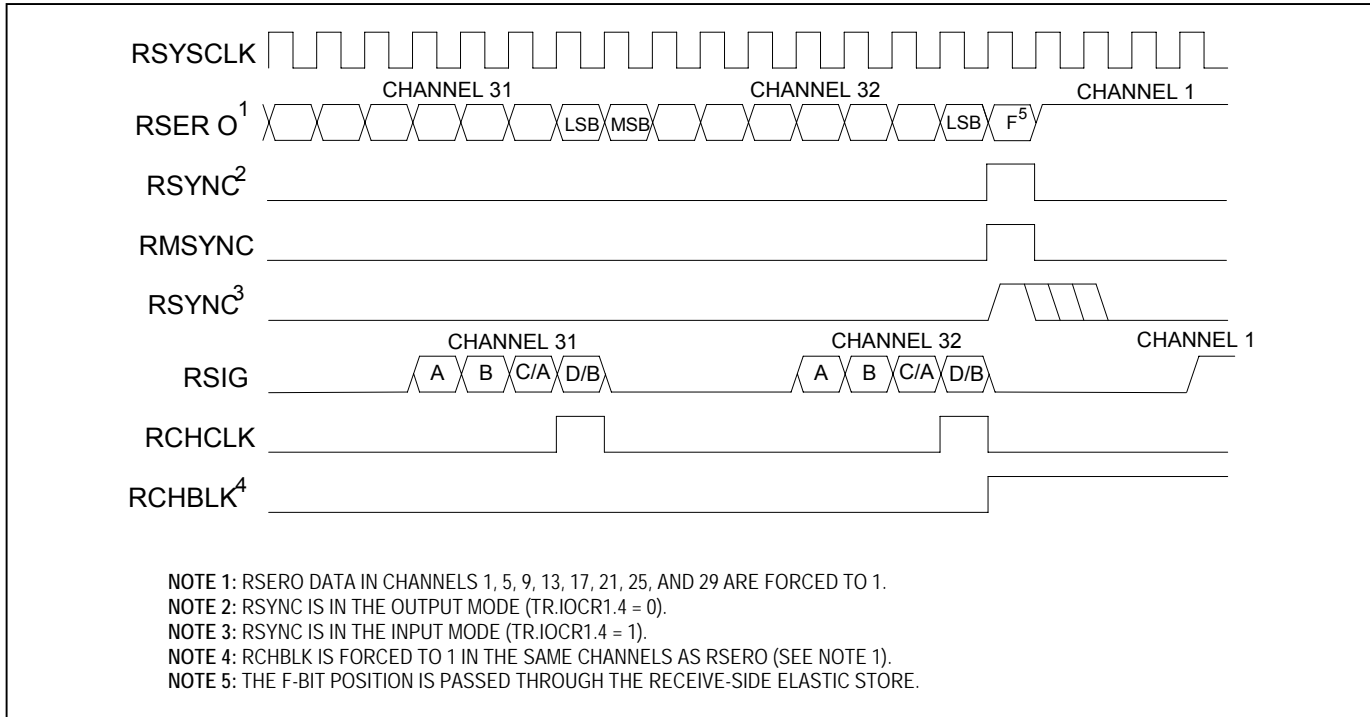 RSYSCLK
CHANNEL 31 CHANNEL 32 CHANNEL 1
RSER O1 LSB MSB LSB F5
RSYNC2
RMSYNC
RSYNC3
CHANNEL 31 CHANNEL 32 CHANNEL 1
RSIG A B C/A D/B A B C/A D/B
RCHCLK
RCHBLK4
NOTE 1: RSERO DATA IN CHANNELS 1, 5, 9, 13, 17, 21, 25, AND 29 ARE FORCED TO 1.
NOTE 2: RSYNC IS IN THE OUTPUT MODE (TR.IOCR1.4 = 0).
NOTE 3: RSYNC IS IN THE INPUT MODE (TR.IOCR1.4 = 1).
NOTE 4: RCHBLK IS FORCED TO 1 IN THE SAME CHANNELS AS RSERO (SEE NOTE 1).
NOTE 5: THE F-BIT POSITION IS PASSED THROUGH THE RECEIVE-SIDE ELASTIC STORE.